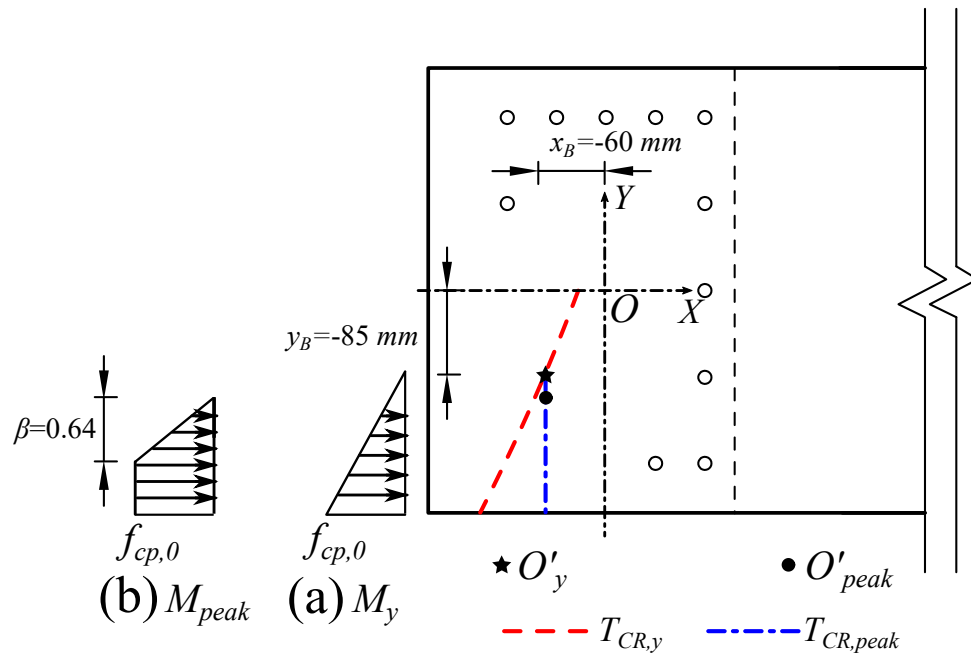 x_B=-60 mm
Y
O
X
y_B=-85 mm
β=0.64
f_cp,0
f_cp,0
(b) M_peak
(a) M_y
O'_y
O'_peak
T_CR,y
T_CR,peak